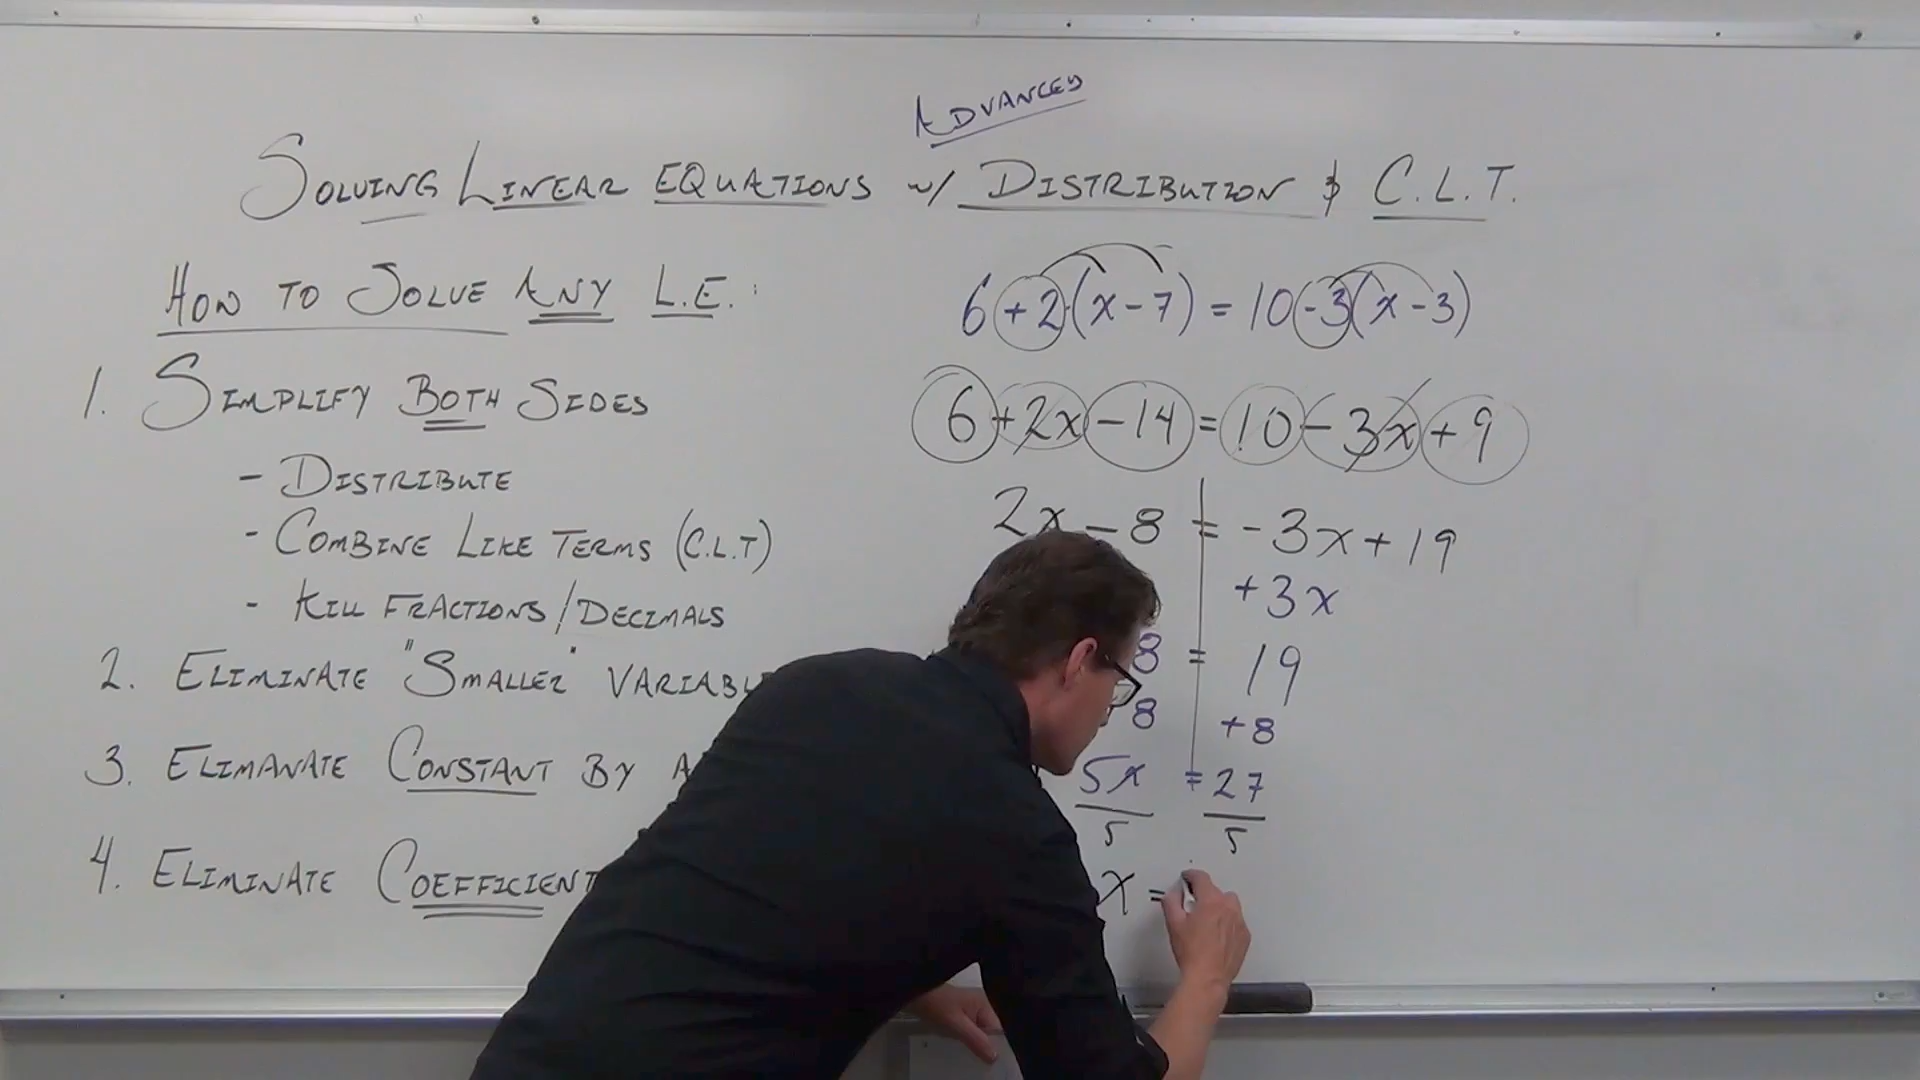 ADVANCED
SOLVING LINEAR EQUATIONS w/ DISTRIBUTION & C.L.T.
HOW TO SOLVE ANY L.E.:
1. SIMPLIFY BOTH SIDES
- DISTRIBUTE
- COMBINE LIKE TERMS (C.L.T)
- KILL FRACTIONS/DECIMALS
2. ELIMINATE "SMALLER"
3. ELIMANATE CONSTANT BY
4. ELIMINATE COEFFICIENT
6 +2(x-7) = 10 -3(x-3)
6 +2x -14 = 10 -3x +9
2x - 8 = -3x + 19
+3x
8 = 19
8 +8
5x = 27
5 5
x =